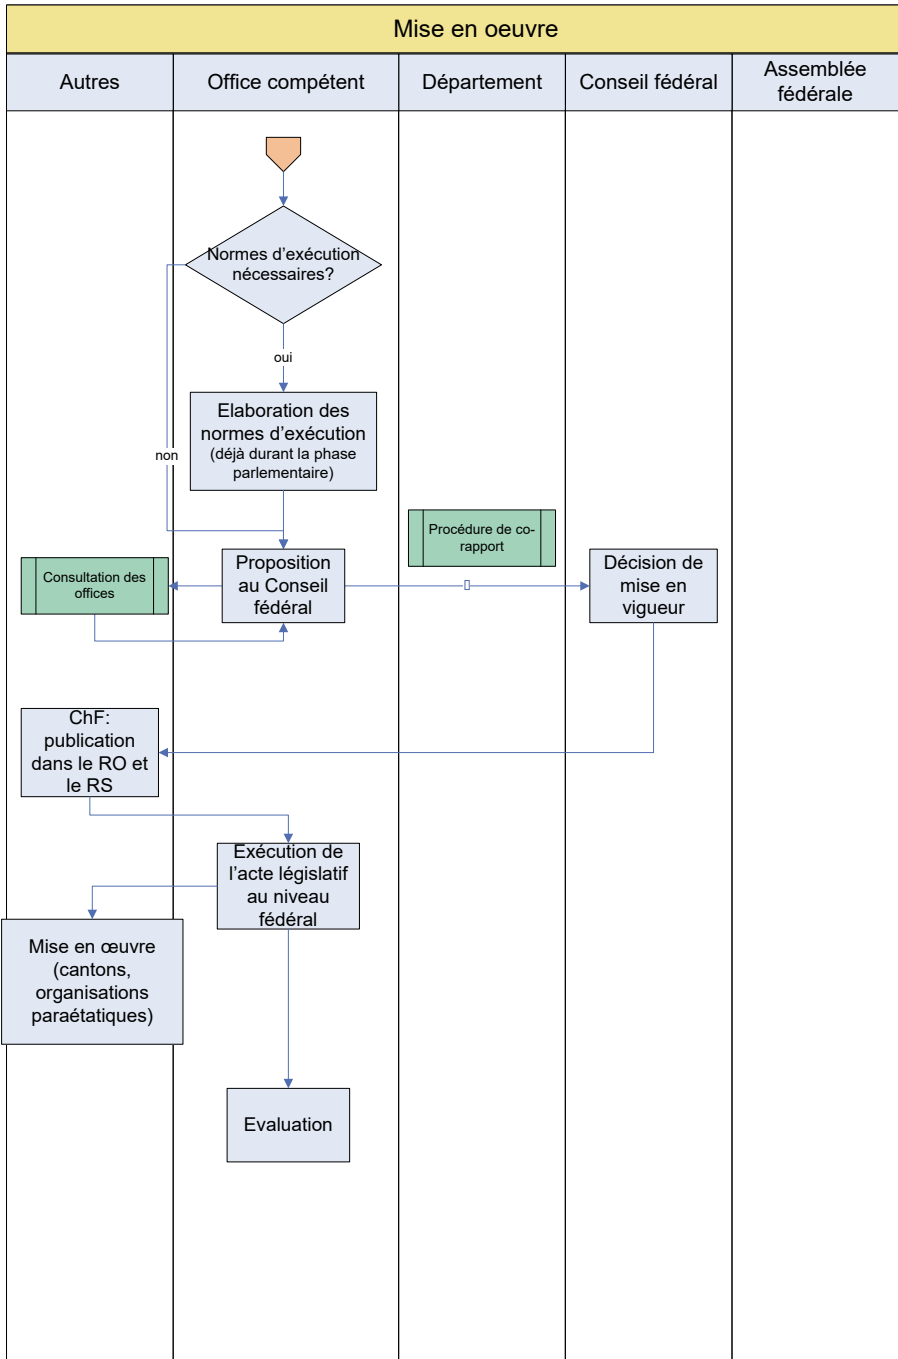 Mise en oeuvre
Autres
Office compétent
Département
Conseil fédéral
Assemblée
fédérale
Normes d'exécution
nécessaires?
oui
Elaboration des
normes d'exécution
(déjà durant la phase
parlementaire)
non
Procédure de co-
rapport
Consultation des
offices
Proposition
au Conseil
fédéral
Décision de
mise en
vigueur
ChF:
publication
dans le RO et
le RS
Exécution de
l'acte législatif
au niveau
fédéral
Mise en œuvre
(cantons,
organisations
paraétatiques)
Evaluation